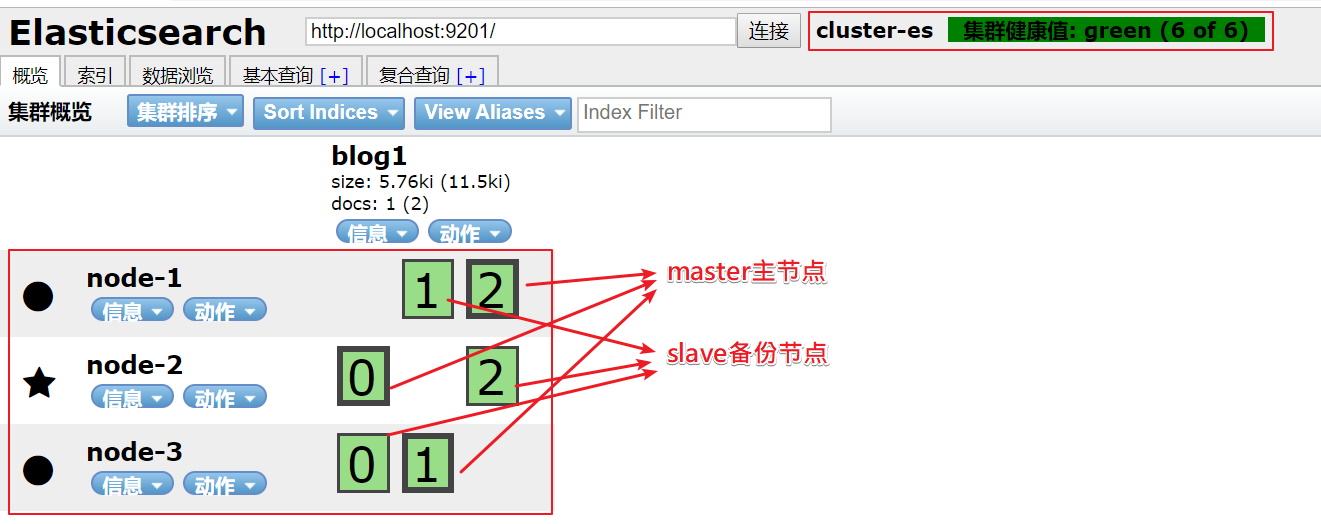 Elasticsearch http://localhost:9201/ 连接 cluster-es 集群健康值: green (6 of 6)
概览 索引 数据浏览 基本查询 [+] 复合查询 [+]
集群概览 集群排序 Sort Indices View Aliases Index Filter
blog1
size: 5.76ki (11.5ki)
docs: 1 (2)
信息 动作
node-1 1 2 master主节点
信息 动作
slave备份节点
node-2 0 2
信息 动作
node-3 0 1
信息 动作